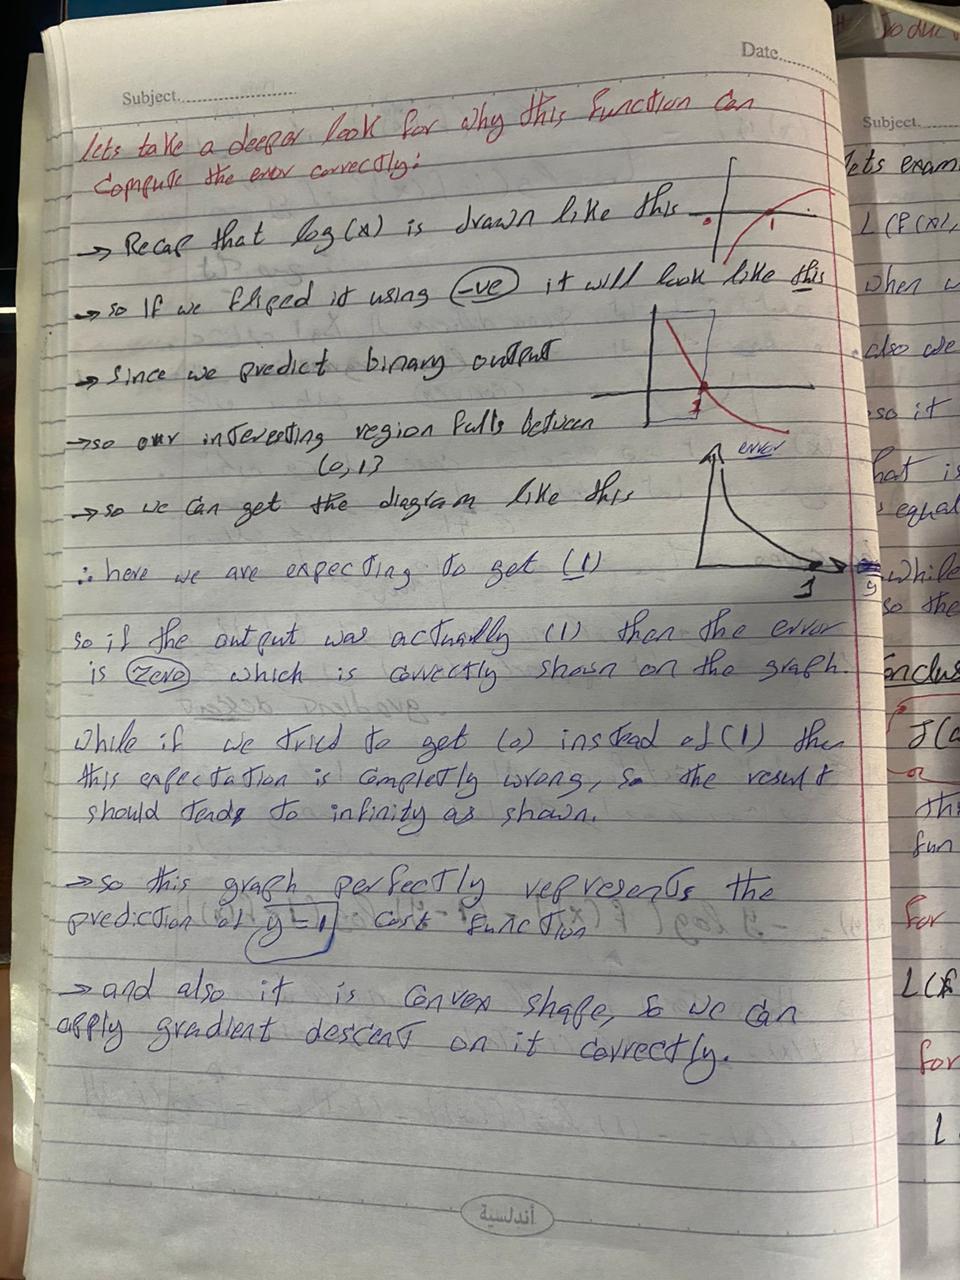 Date
Subject
lets take a deeper look for why this function can
Compute the error correctly:
→ Recap that log(x) is drawn like this
0
1
→ so If we fliped it using (-ve) it will look like this
→ since we predict binary output
1
→ so our interesting region falls between
(0,1)
error
→ so we can get the diagram like this
1
y
∴ here we are expecting to get (1)
so if the output was actually (1) then the error
is (zero) which is correctly shown on the graph.
while if we tried to get (0) instead of (1) then
this expectation is completly wrong, so the result
should tends to infinity as shown.
→ so this graph perfectly represents the
prediction of y=1 cost function
→ and also it is convex shape, so we can
apply gradient descent on it correctly.
أندلسية
Subject
lets exam
L(f(x),
when w
also we
so it
hat is
equal
while
so the
onclus
J(
thi
fun
for
L(f
for
L